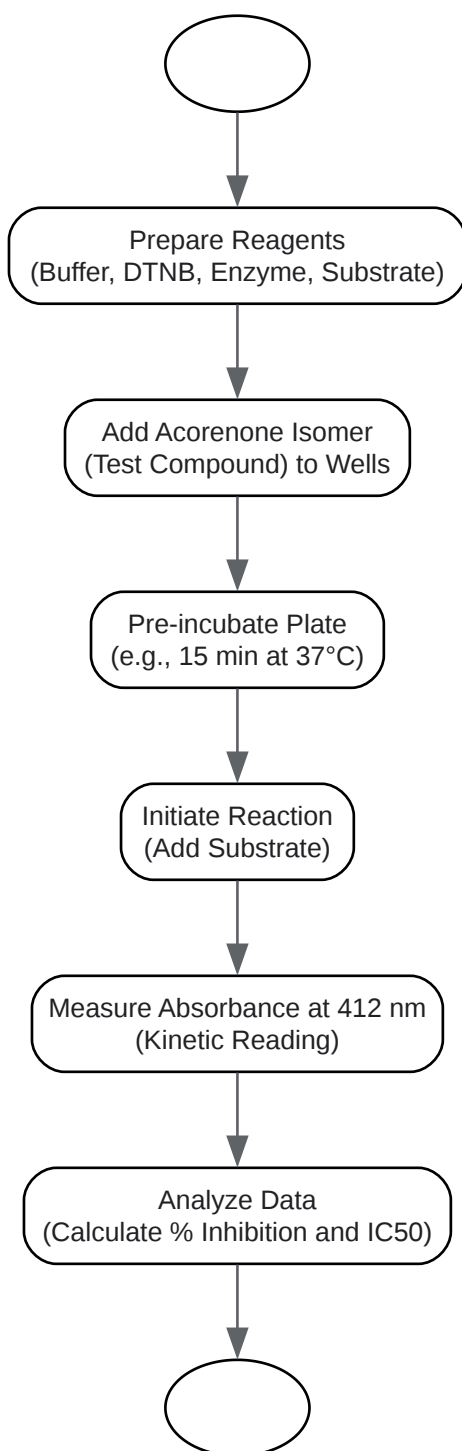 Prepare Reagents
(Buffer, DTNB, Enzyme, Substrate)
Add Acorenone Isomer
(Test Compound) to Wells
Pre-incubate Plate
(e.g., 15 min at 37°C)
Initiate Reaction
(Add Substrate)
Measure Absorbance at 412 nm
(Kinetic Reading)
Analyze Data
(Calculate % Inhibition and IC50)